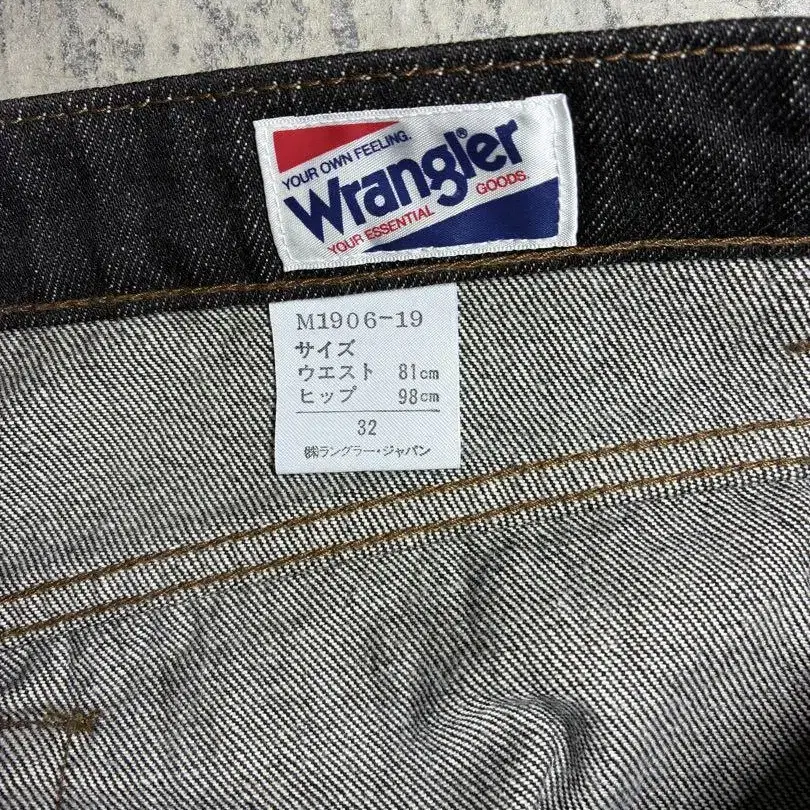 YOUR OWN FEELING.
Wrangler®
YOUR ESSENTIAL GOODS.
M1906-19
サイズ
ウエスト 81cm
ヒップ 98cm
32
㈱ラングラー・ジャパン